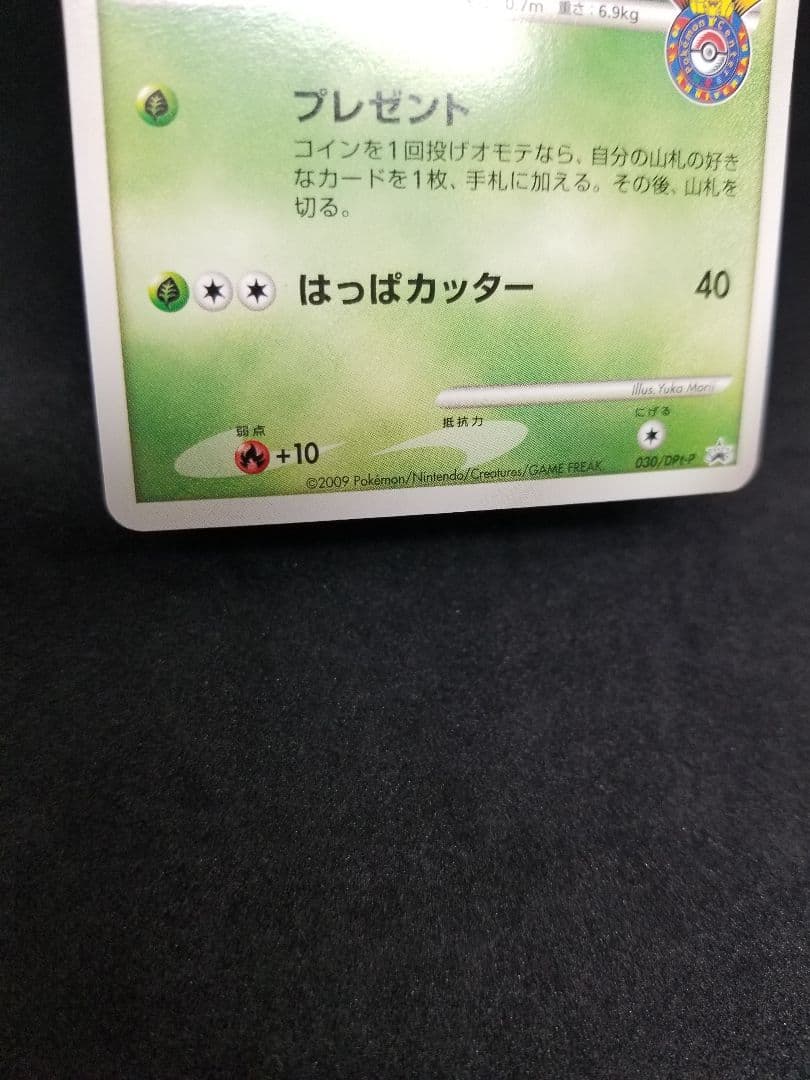 0.7m 重さ：6.9kg
Pokémon Center
プレゼント
コインを1回投げオモテなら、自分の山札の好き
なカードを1枚、手札に加える。その後、山札を
切る。
はっぱカッター 40
Illus. Yuka Morii
弱点 抵抗力 にげる
+10
©2009 Pokémon/Nintendo/Creatures/GAME FREAK
030/DPt-P